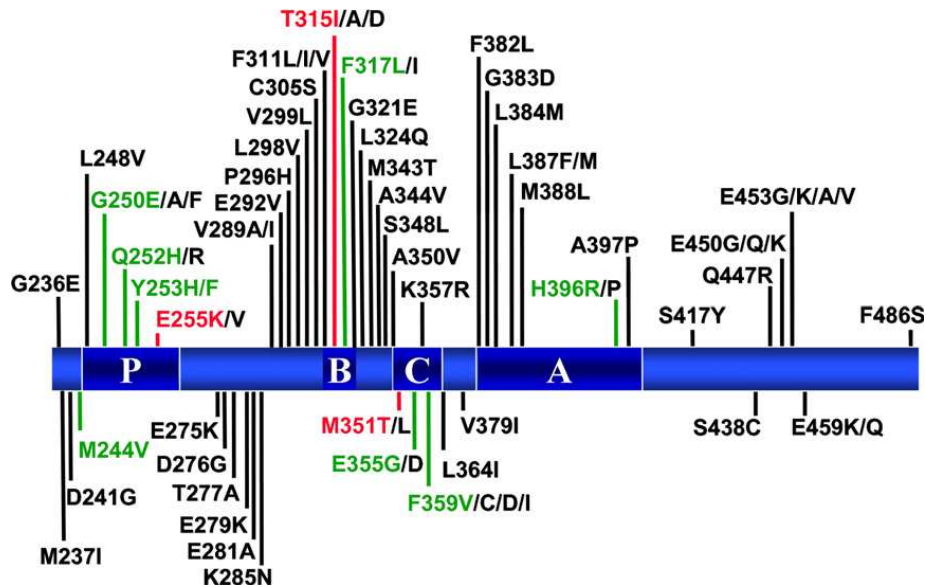 T315I/A/D
F311L/I/V
F317L/I
F382L
C305S
G383D
V299L
G321E
L384M
L298V
L324Q
L248V
P296H
M343T
L387F/M
G250E/A/F
E292V
A344V
M388L
E453G/K/A/V
V289A/I
S348L
Q252H/R
A350V
A397P
E450G/Q/K
G236E
Y253H/F
K357R
H396R/P
Q447R
E255K/V
S417Y
F486S
P B C A
M244V
E275K
M351T/L
V379I
S438C
E459K/Q
D276G
E355G/D
L364I
D241G
T277A
F359V/C/D/I
E279K
M237I
E281A
K285N